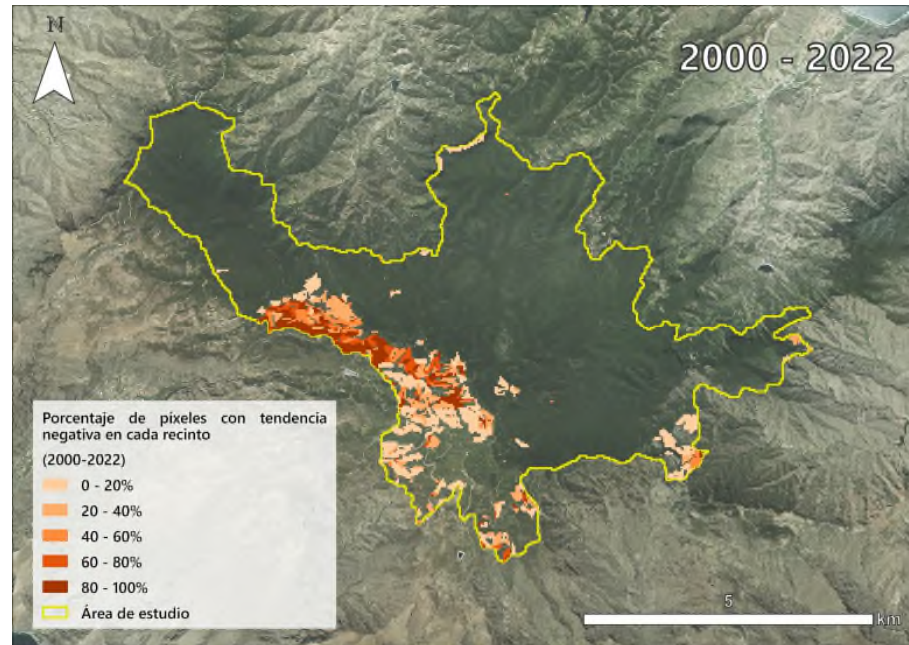 N
2000 - 2022
Porcentaje de píxeles con tendencia
negativa en cada recinto
(2000-2022)
0 - 20%
20 - 40%
40 - 60%
60 - 80%
80 - 100%
Área de estudio
5
km